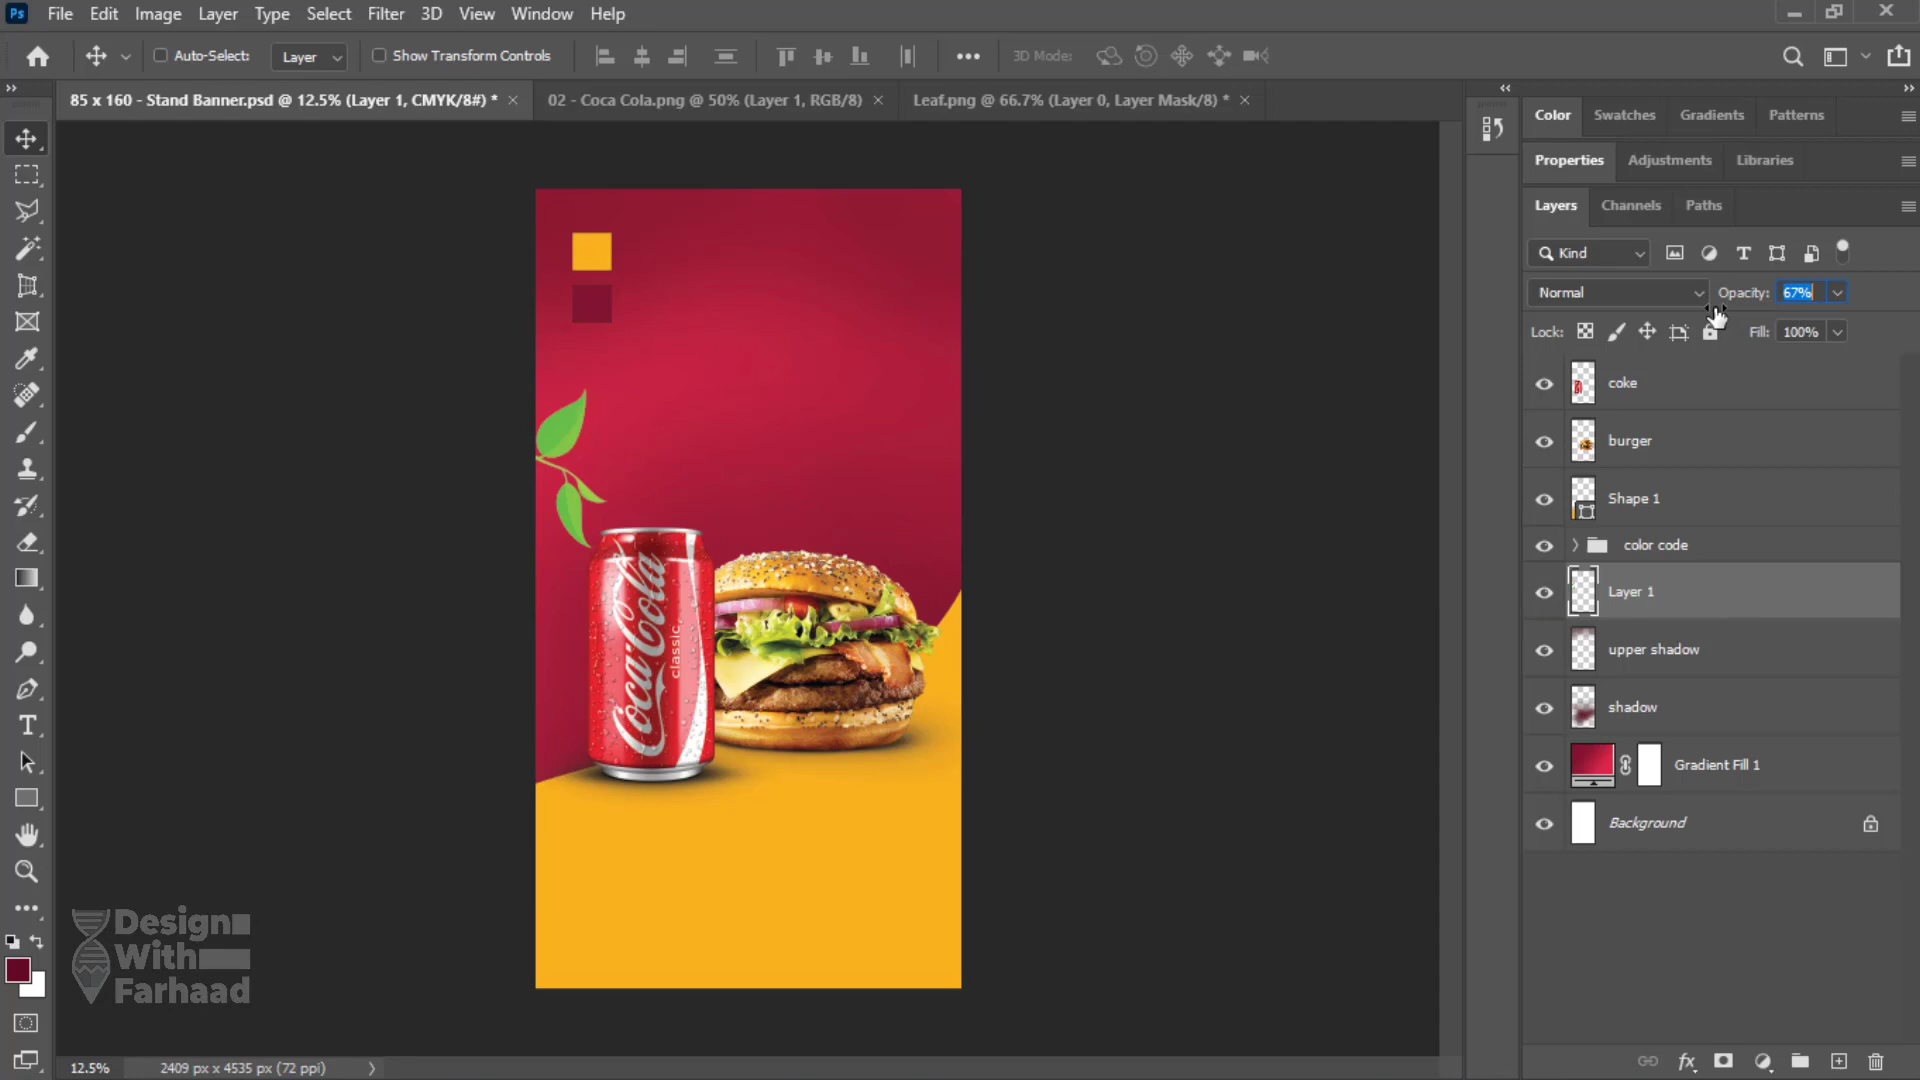 Ps File Edit Image Layer Type Select Filter 3D View Window Help
Auto-Select: Layer Show Transform Controls 3D Mode:
85 x 160 - Stand Banner.psd @ 12.5% (Layer 1, CMYK/8#) * 02 - Coca Cola.png @ 50% (Layer 1, RGB/8) Leaf.png @ 66.7% (Layer 0, Layer Mask/8) *
Color Swatches Gradients Patterns
Properties Adjustments Libraries
Layers Channels Paths
Kind
Normal Opacity: 67%
Lock: Fill: 100%
coke
burger
Shape 1
color code
Layer 1
upper shadow
shadow
Gradient Fill 1
Background
Coca-Cola
classic
Design
With
Farhaad
12.5% 2409 px x 4535 px (72 ppi)
fx